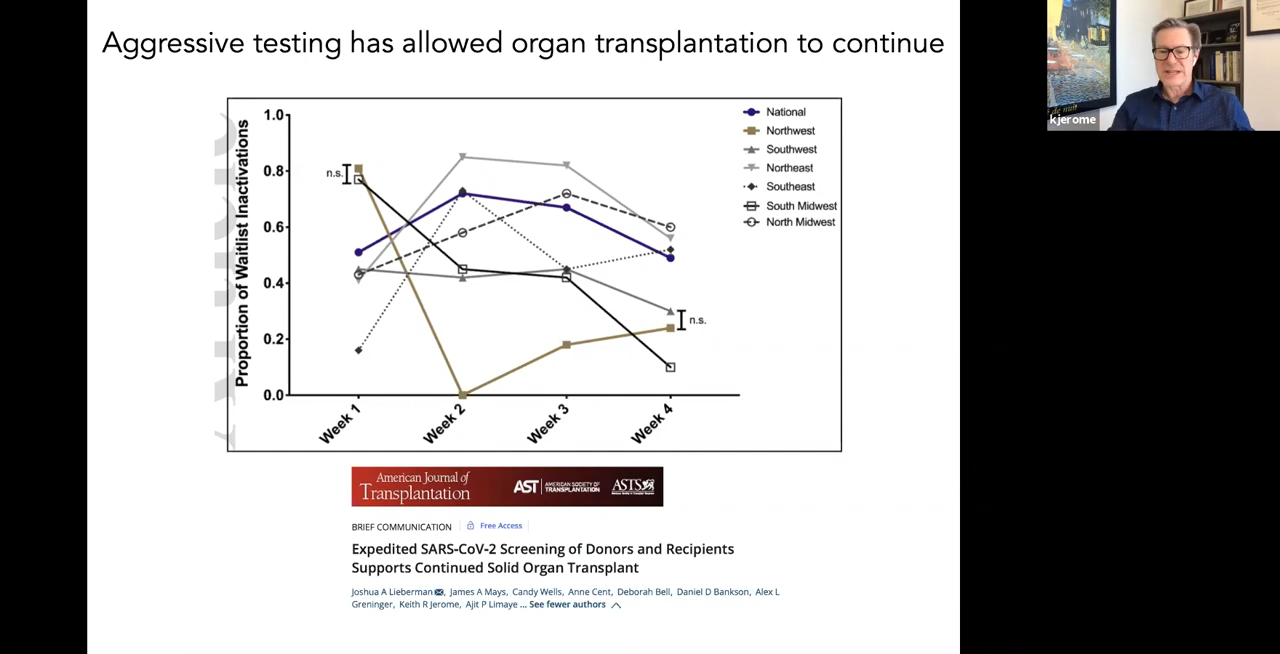 Aggressive testing has allowed organ transplantation to continue
kjerome
Proportion of Waitlist Inactivations
1.0
0.8
0.6
0.4
0.2
0.0
n.s.
n.s.
Week 1
Week 2
Week 3
Week 4
National
Northwest
Southwest
Northeast
Southeast
South Midwest
North Midwest
American Journal of
Transplantation
AST
AMERICAN SOCIETY OF
TRANSPLANTATION
ASTS
BRIEF COMMUNICATION
Free Access
Expedited SARS-CoV-2 Screening of Donors and Recipients
Supports Continued Solid Organ Transplant
Joshua A Lieberman, James A Mays, Candy Wells, Anne Cent, Deborah Bell, Daniel D Bankson, Alex L
Greninger, Keith R Jerome, Ajit P Limaye ... See fewer authors